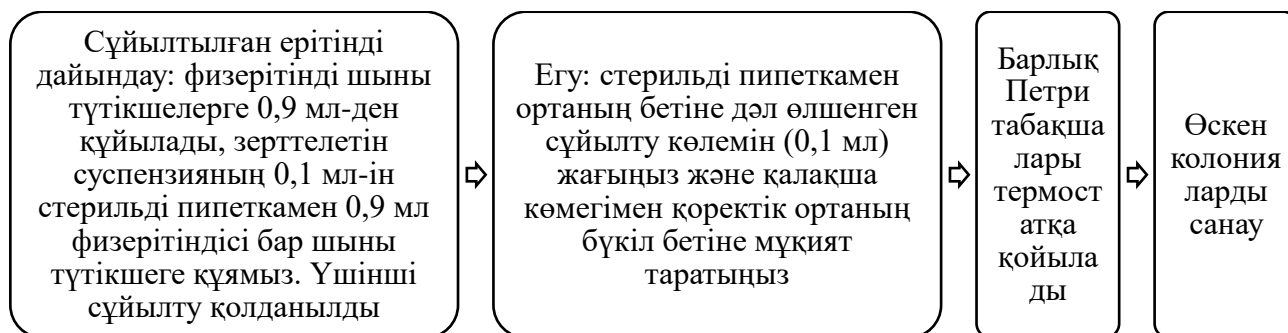 Сұйылтылған ерітінді
дайындау: физерітінді шыны
түтікшелерге 0,9 мл-ден
құйылады, зерттелетін
суспензияның 0,1 мл-ін
стерильді пипеткамен 0,9 мл
физерітіндісі бар шыны
түтікшеге құямыз. Үшінші
сұйылту қолданылды
Егу: стерильді пипеткамен
ортаның бетіне дәл өлшенген
сұйылту көлемін (0,1 мл)
жағыңыз және қалақша
көмегімен қоректік ортаның
бүкіл бетіне мұқият
таратыңыз
Барлық
Петри
табақша
лары
термост
атқа
қойыла
ды
Өскен
колония
ларды
санау